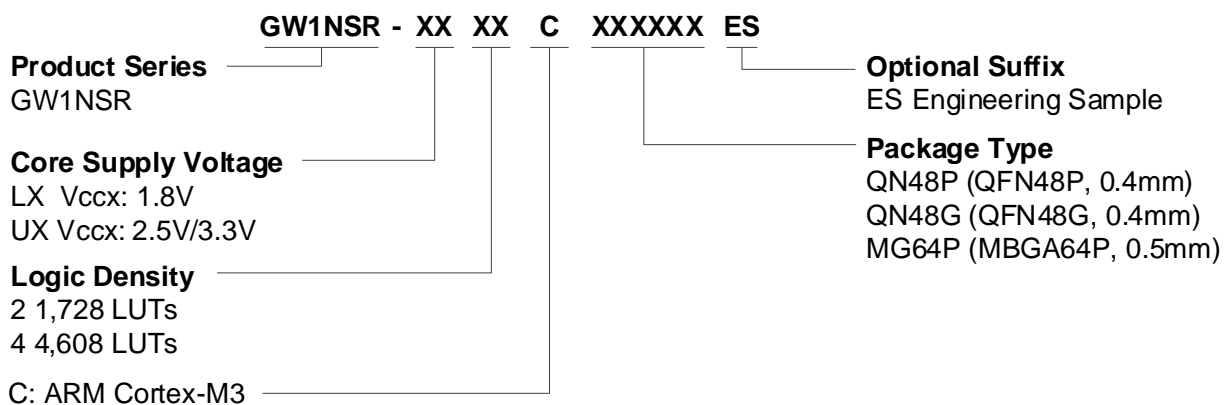 GW1NSR - XX XX C XXXXXX ES
Product Series
GW1NSR
Core Supply Voltage
LX Vccx: 1.8V
UX Vccx: 2.5V/3.3V
Logic Density
2 1,728 LUTs
4 4,608 LUTs
C: ARM Cortex-M3
Optional Suffix
ES Engineering Sample
Package Type
QN48P (QFN48P, 0.4mm)
QN48G (QFN48G, 0.4mm)
MG64P (MBGA64P, 0.5mm)